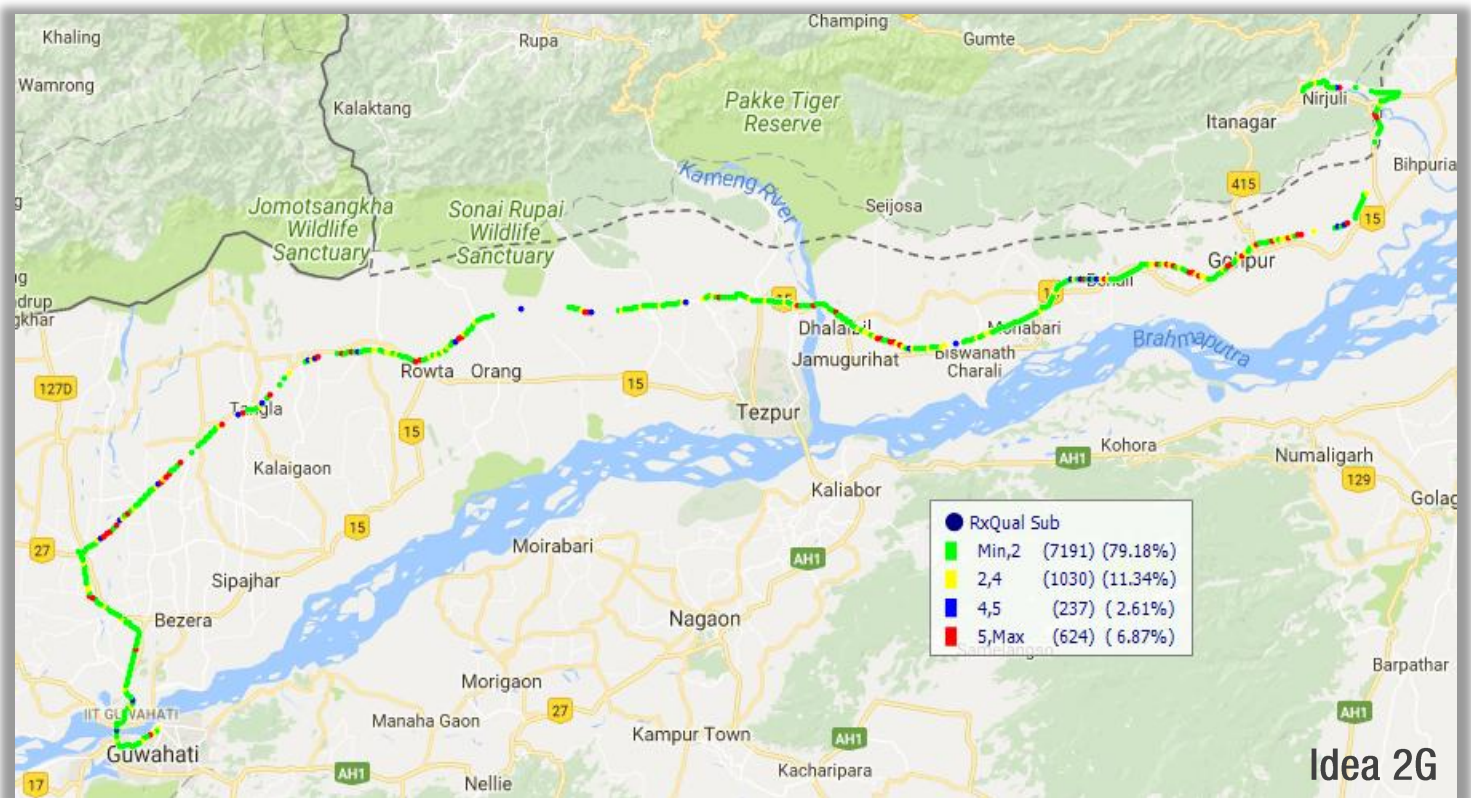 Champing
Khaling
Rupa
Gumte
Wamrong
Kalaktang
Pakke Tiger
Reserve
Nirjuli
Itanagar
Bihpuria
Kameng River
415
Jomotsangkha
Wildlife
Sanctuary
Sonai Rupai
Wildlife
Sanctuary
Seijosa
15
Gohpur
15
Dhalaibil
Monabari
Brahmaputra
Jamugurihat
Biswanath
Charali
127D
Rowta
Orang
15
Tangla
Tezpur
15
Kalaigaon
AH1
Kohora
Numaligarh
129
Kaliabor
Golag
RxQual Sub
Min,2 (7191) (79.18%)
2,4 (1030) (11.34%)
4,5 (237) ( 2.61%)
5,Max (624) ( 6.87%)
15
27
Moirabari
AH1
Sipajhar
Nagaon
Bezera
Barpathar
Morigaon
27
IIT GUWAHATI
Manaha Gaon
Kampur Town
AH1
AH1
Guwahati
Kacharipara
AH1
17
Nellie
Idea 2G